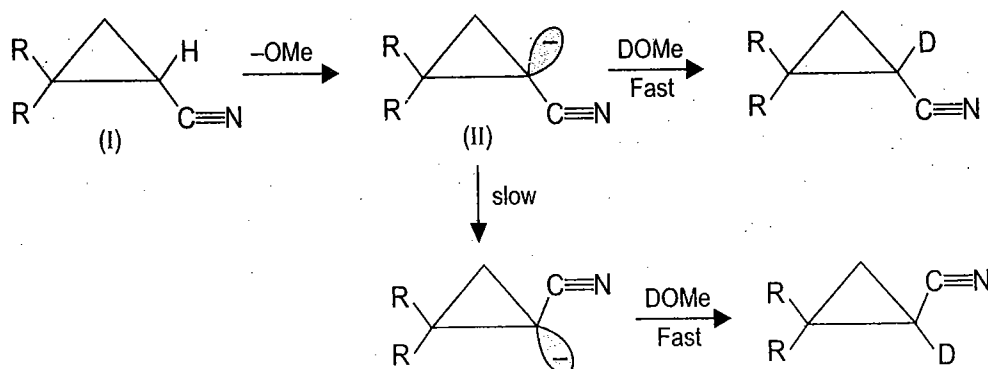 R H –OMe R – DOMe R D
R C≡N R C≡N Fast R C≡N
(I) (II)
slow
R C≡N DOMe R C≡N
R – Fast R D